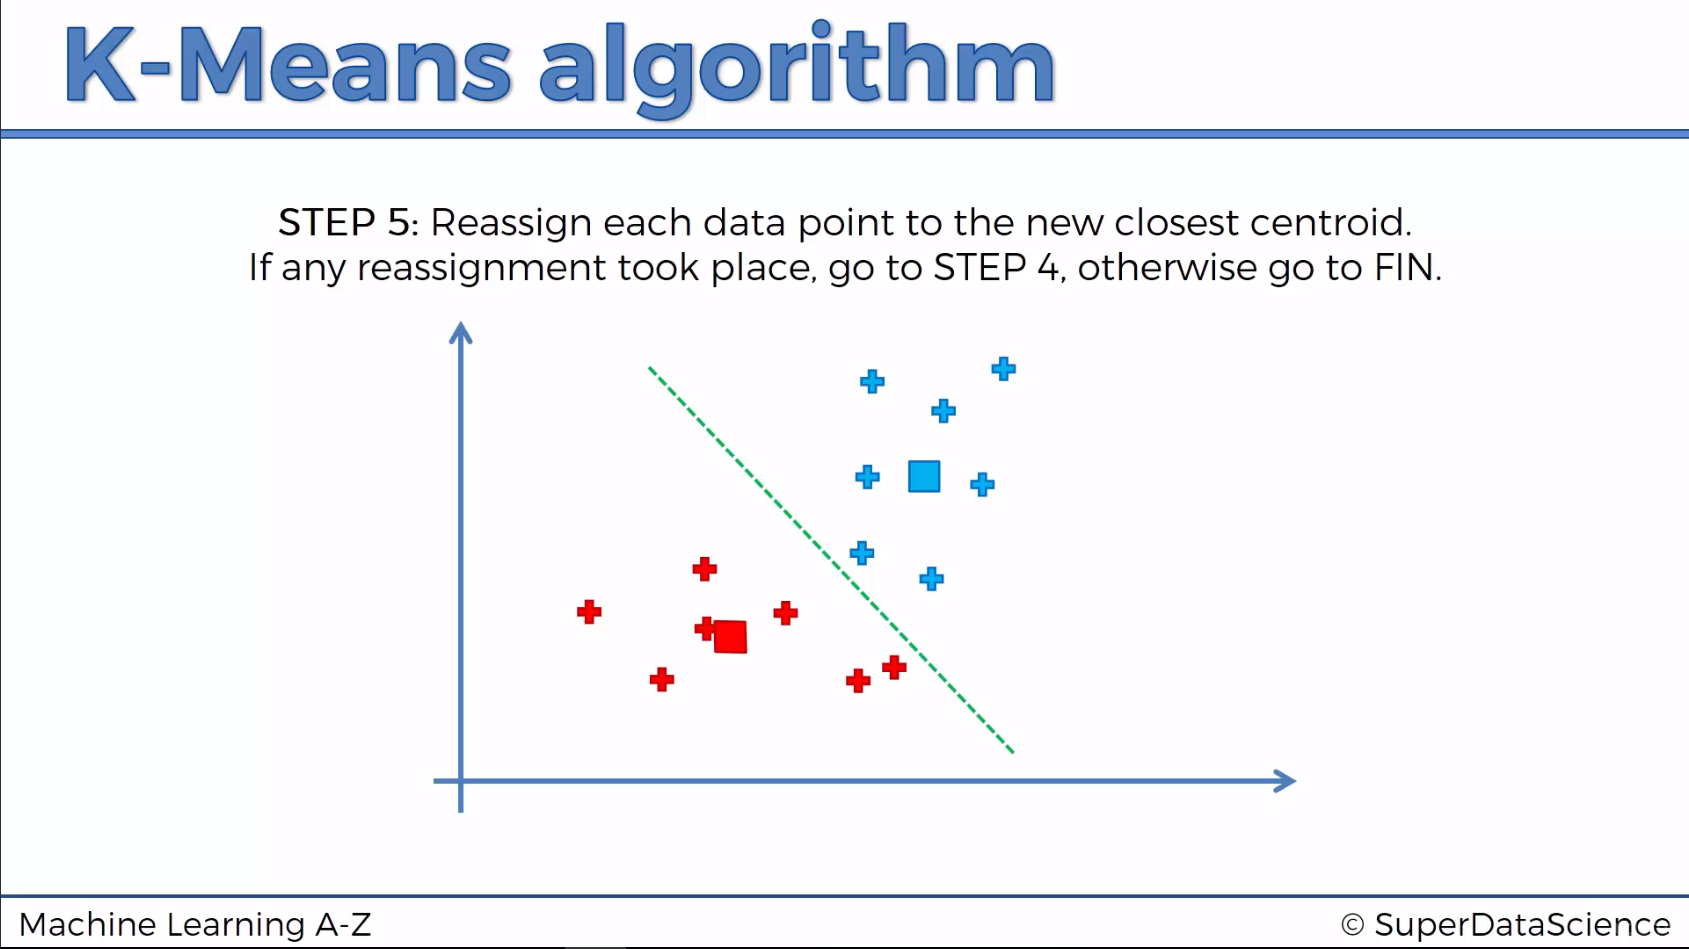 K-Means algorithm
STEP 5: Reassign each data point to the new closest centroid.
If any reassignment took place, go to STEP 4, otherwise go to FIN.
Machine Learning A-Z
© SuperDataScience